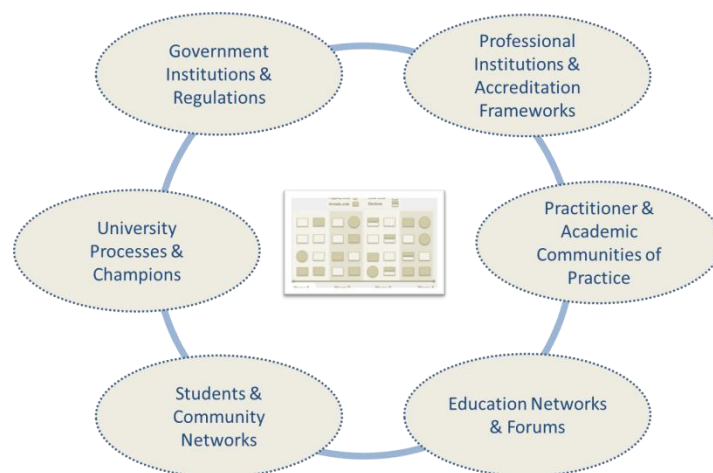 Government
Institutions &
Regulations
Professional
Institutions &
Accreditation
Frameworks
University
Processes &
Champions
Practitioner &
Academic
Communities of
Practice
Students &
Community
Networks
Education Networks
& Forums